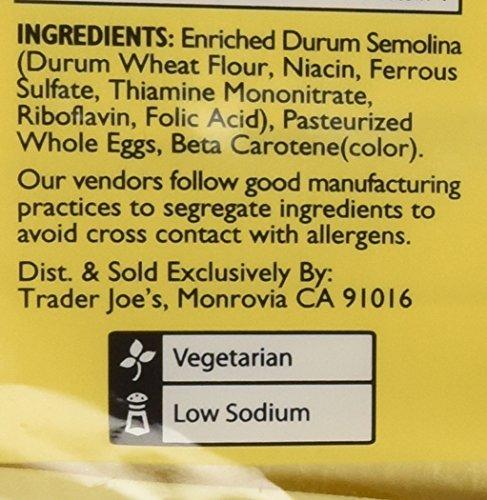 INGREDIENTS: Enriched Durum Semolina
(Durum Wheat Flour, Niacin, Ferrous
Sulfate, Thiamine Mononitrate,
Riboflavin, Folic Acid), Pasteurized
Whole Eggs, Beta Carotene(color).
Our vendors follow good manufacturing
practices to segregate ingredients to
avoid cross contact with allergens.
Dist. & Sold Exclusively By:
Trader Joe's, Monrovia CA 91016
Vegetarian
Low Sodium